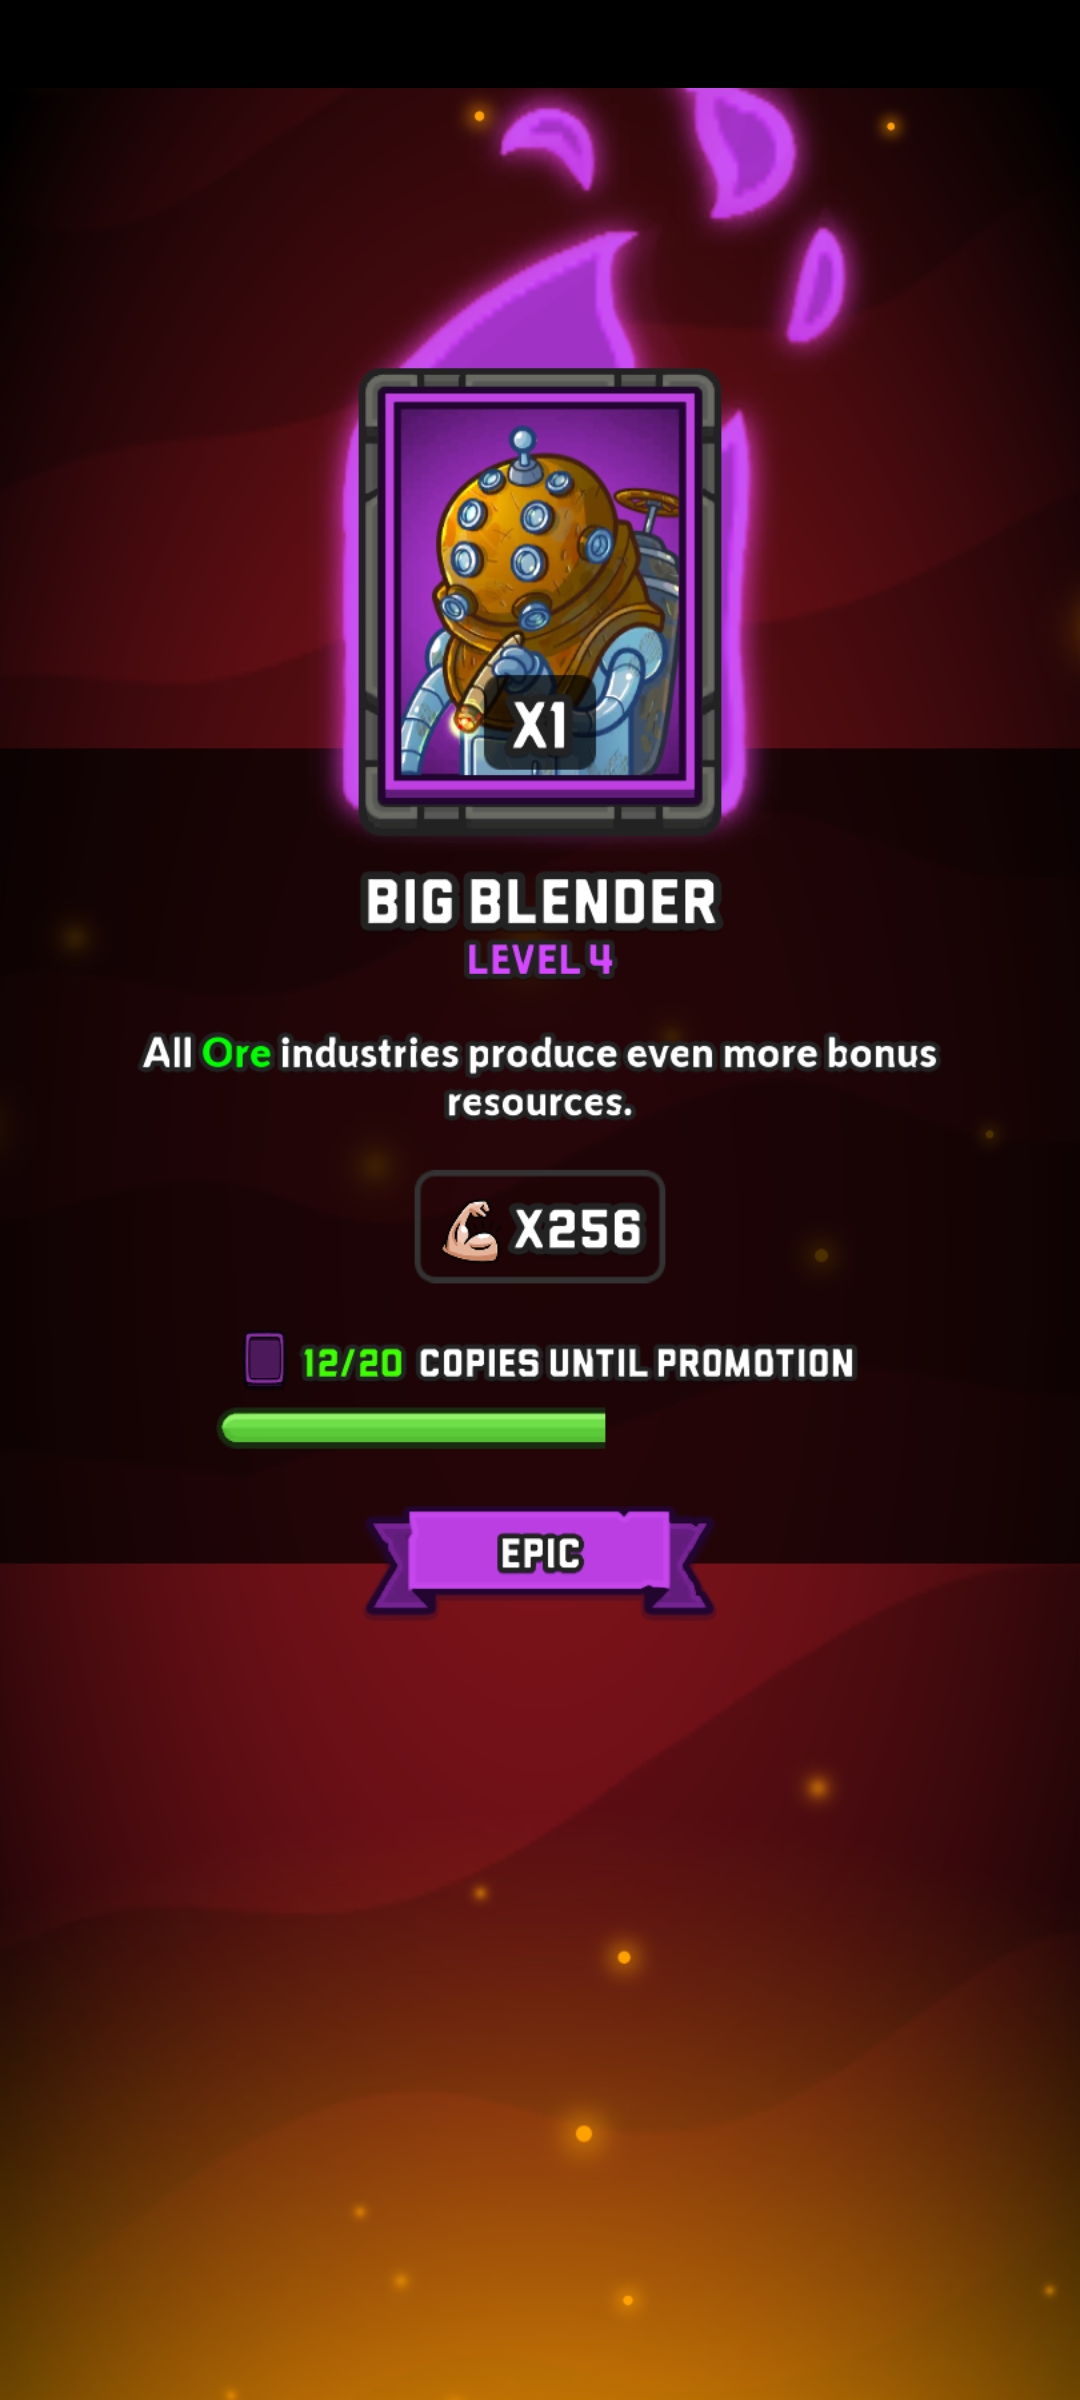 X1
BIG BLENDER
LEVEL 4
All Ore industries produce even more bonus
resources.
X256
12/20 COPIES UNTIL PROMOTION
EPIC